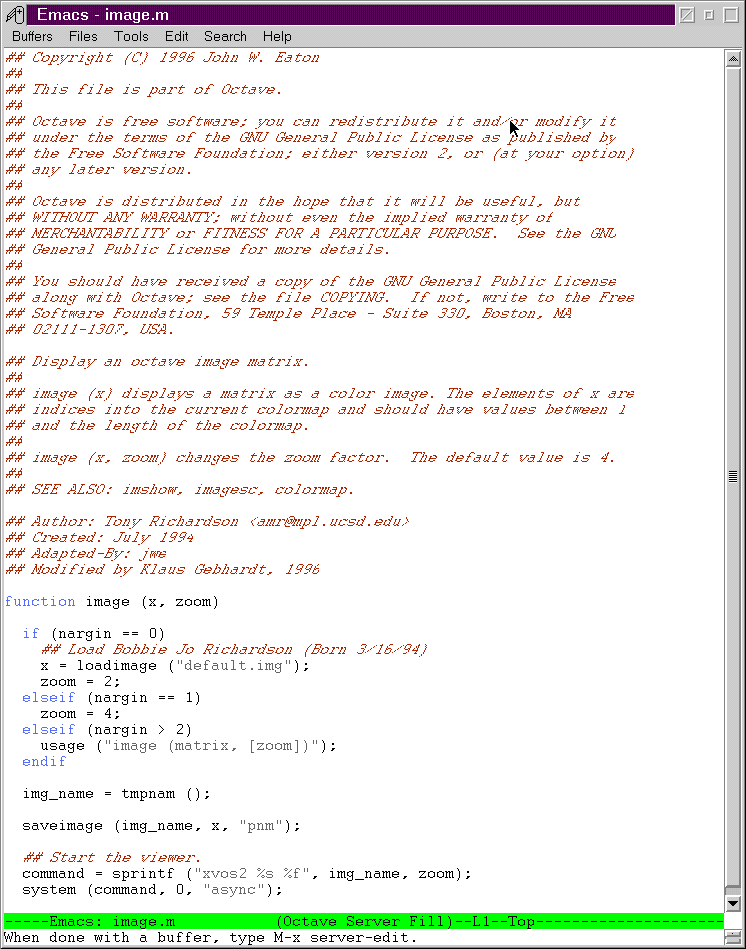 Emacs - image.m
Buffers Files Tools Edit Search Help
## Copyright (C) 1996 John W. Eaton
##
## This file is part of Octave.
##
## Octave is free software; you can redistribute it and/or modify it
## under the terms of the GNU General Public License as published by
## the Free Software Foundation; either version 2, or (at your option)
## any later version.
##
## Octave is distributed in the hope that it will be useful, but
## WITHOUT ANY WARRANTY; without even the implied warranty of
## MERCHANTABILITY or FITNESS FOR A PARTICULAR PURPOSE.  See the GNU
## General Public License for more details.
##
## You should have received a copy of the GNU General Public License
## along with Octave; see the file COPYING.  If not, write to the Free
## Software Foundation, 59 Temple Place - Suite 330, Boston, MA
## 02111-1307, USA.

## Display an octave image matrix.
##
## image (x) displays a matrix as a color image. The elements of x are
## indices into the current colormap and should have values between 1
## and the length of the colormap.
##
## image (x, zoom) changes the zoom factor.  The default value is 4.
##
## SEE ALSO: imshow, imagesc, colormap.

## Author: Tony Richardson <amr@mpl.ucsd.edu>
## Created: July 1994
## Adapted-By: jwe
## Modified by Klaus Gebhardt, 1996

function image (x, zoom)

  if (nargin == 0)
    ## Load Bobbie Jo Richardson (Born 3/16/94)
    x = loadimage ("default.img");
    zoom = 2;
  elseif (nargin == 1)
    zoom = 4;
  elseif (nargin > 2)
    usage ("image (matrix, [zoom])");
  endif

  img_name = tmpnam ();

  saveimage (img_name, x, "pnm");

  ## Start the viewer.
  command = sprintf ("xvos2 %s %f", img_name, zoom);
  system (command, 0, "async");

-----Emacs: image.m           (Octave Server Fill)--L1--Top---------------------
When done with a buffer, type M-x server-edit.